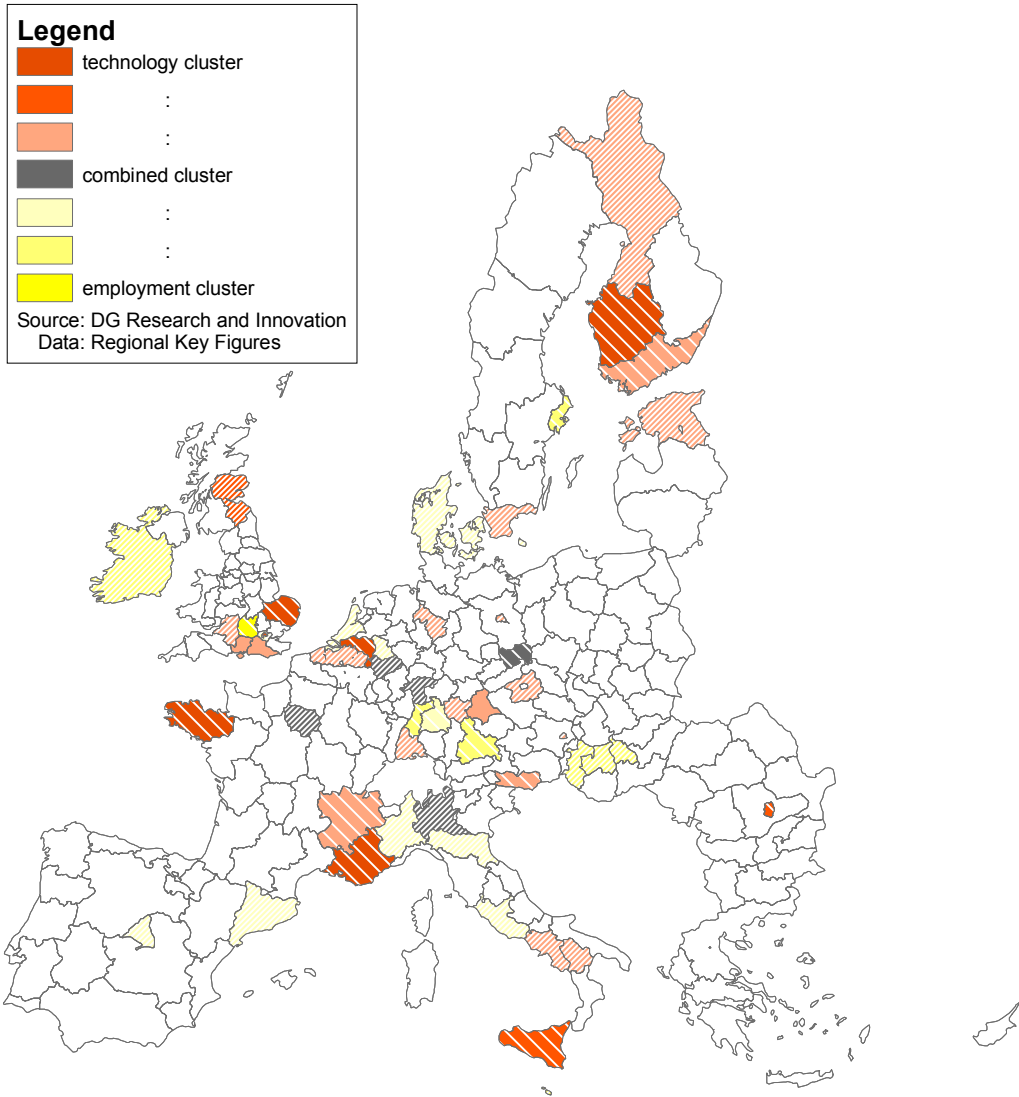 Legend
technology cluster
:
:
combined cluster
:
:
employment cluster
Source: DG Research and Innovation
Data: Regional Key Figures